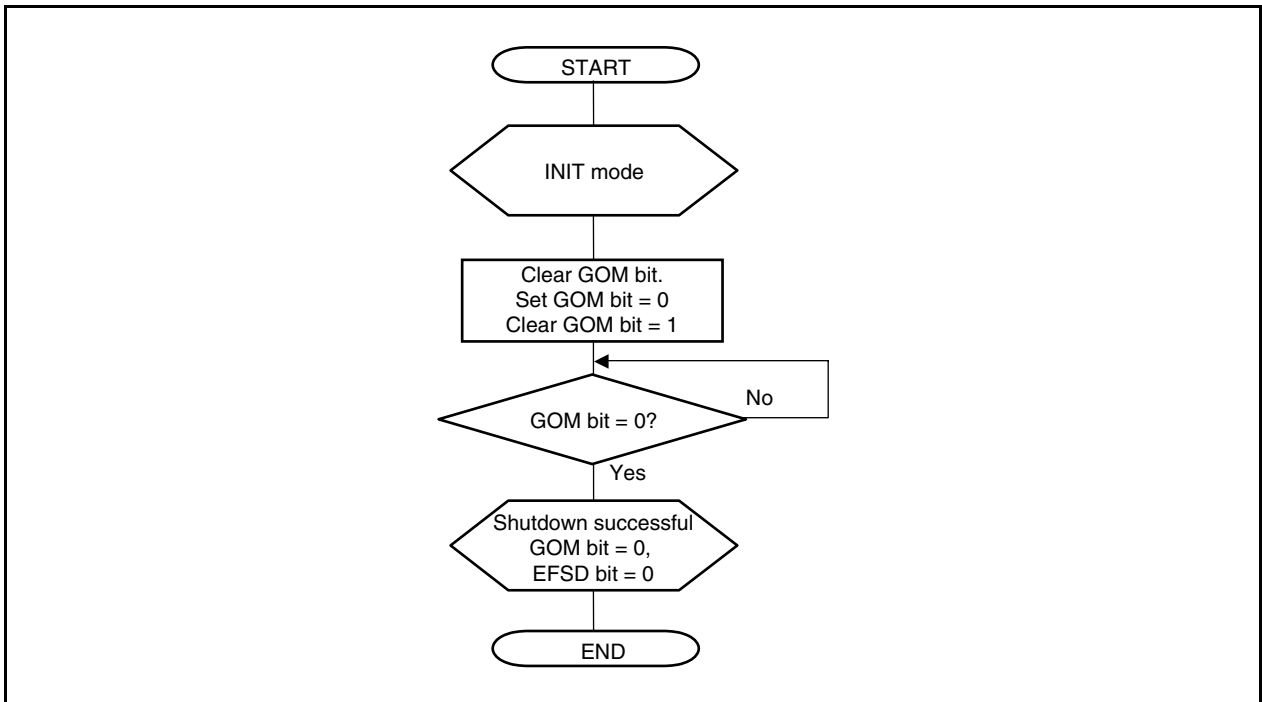 START
INIT mode
Clear GOM bit.
Set GOM bit = 0
Clear GOM bit = 1
No
GOM bit = 0?
Yes
Shutdown successful
GOM bit = 0,
EFSD bit = 0
END